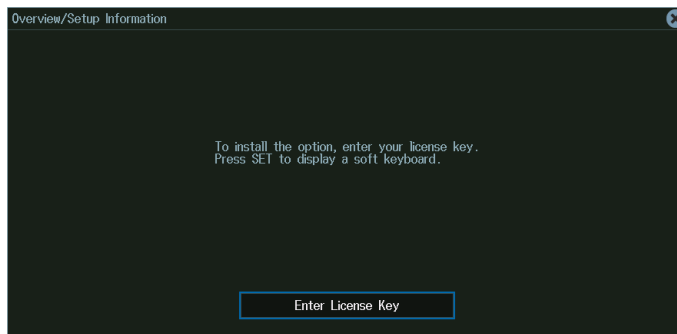 Overview/Setup Information
To install the option, enter your license key.
Press SET to display a soft keyboard.
Enter License Key